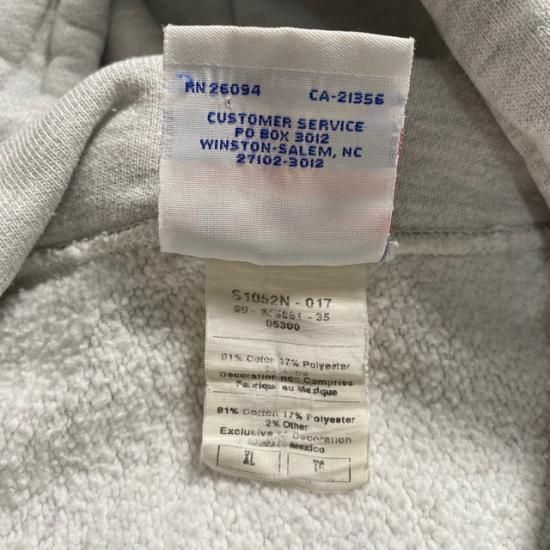 RN 26094 CA-21356
CUSTOMER SERVICE
PO BOX 3012
WINSTON-SALEM, NC
27102-3012
S1052N - 017
- 35
05300
81% Coton 17% Polyester
Decoration non Comprise
Fabrique au Mexique
81% Cotton 17% Polyester
2% Other
Exclusive of Decoration
Mexico
XL TG